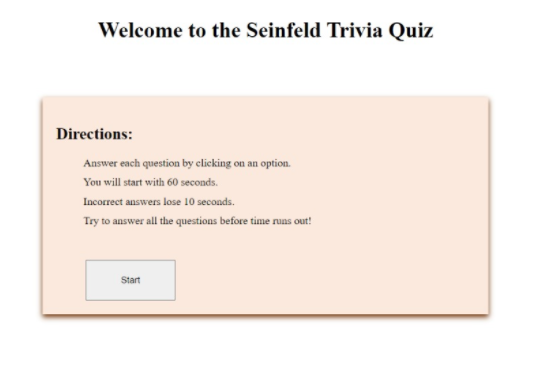 Welcome to the Seinfeld Trivia Quiz
Directions:
Answer each question by clicking on an option.
You will start with 60 seconds.
Incorrect answers lose 10 seconds.
Try to answer all the questions before time runs out!
Start